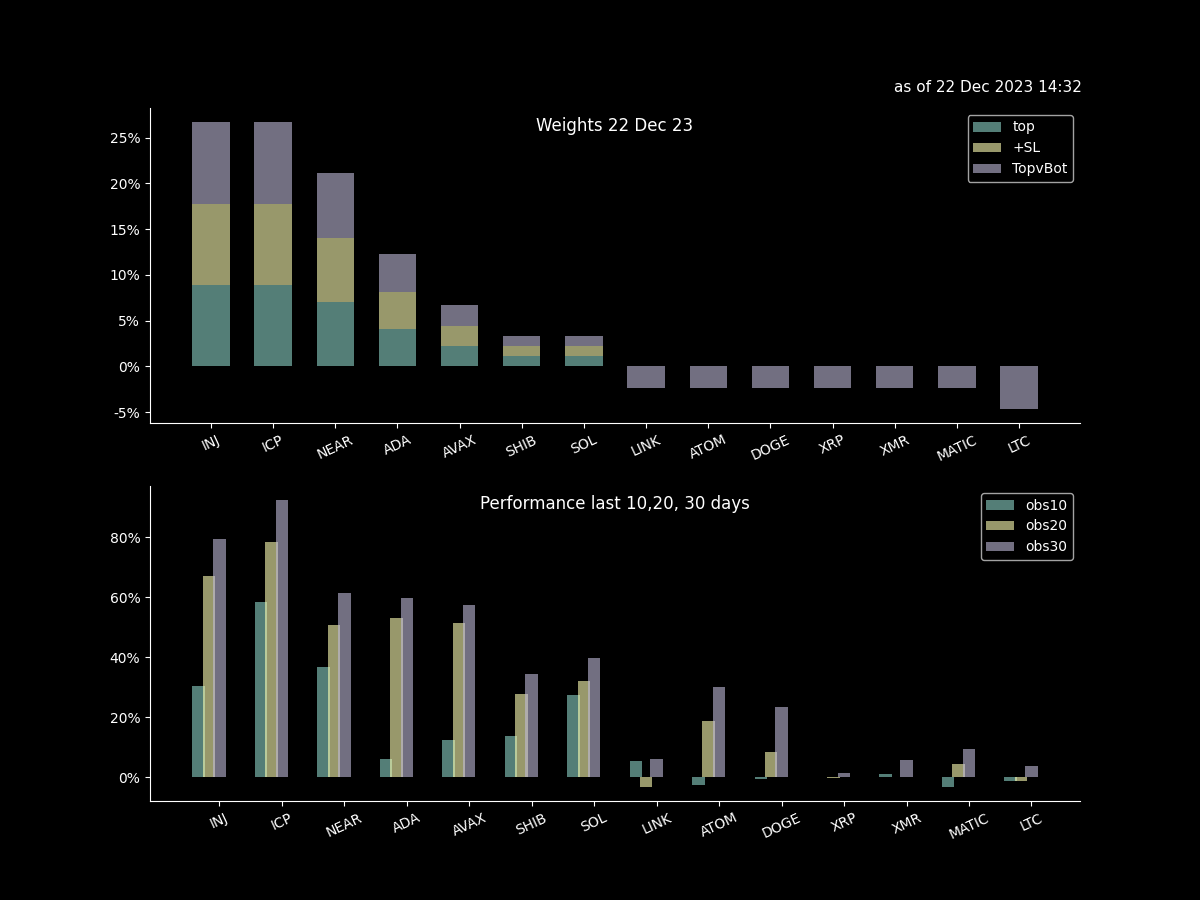 as of 22 Dec 2023 14:32
Weights 22 Dec 23
top
+SL
TopvBot
25%
20%
15%
10%
5%
0%
-5%
INJ ICP NEAR ADA AVAX SHIB SOL LINK ATOM DOGE XRP XMR MATIC LTC
Performance last 10,20, 30 days
obs10
obs20
obs30
80%
60%
40%
20%
0%
INJ ICP NEAR ADA AVAX SHIB SOL LINK ATOM DOGE XRP XMR MATIC LTC